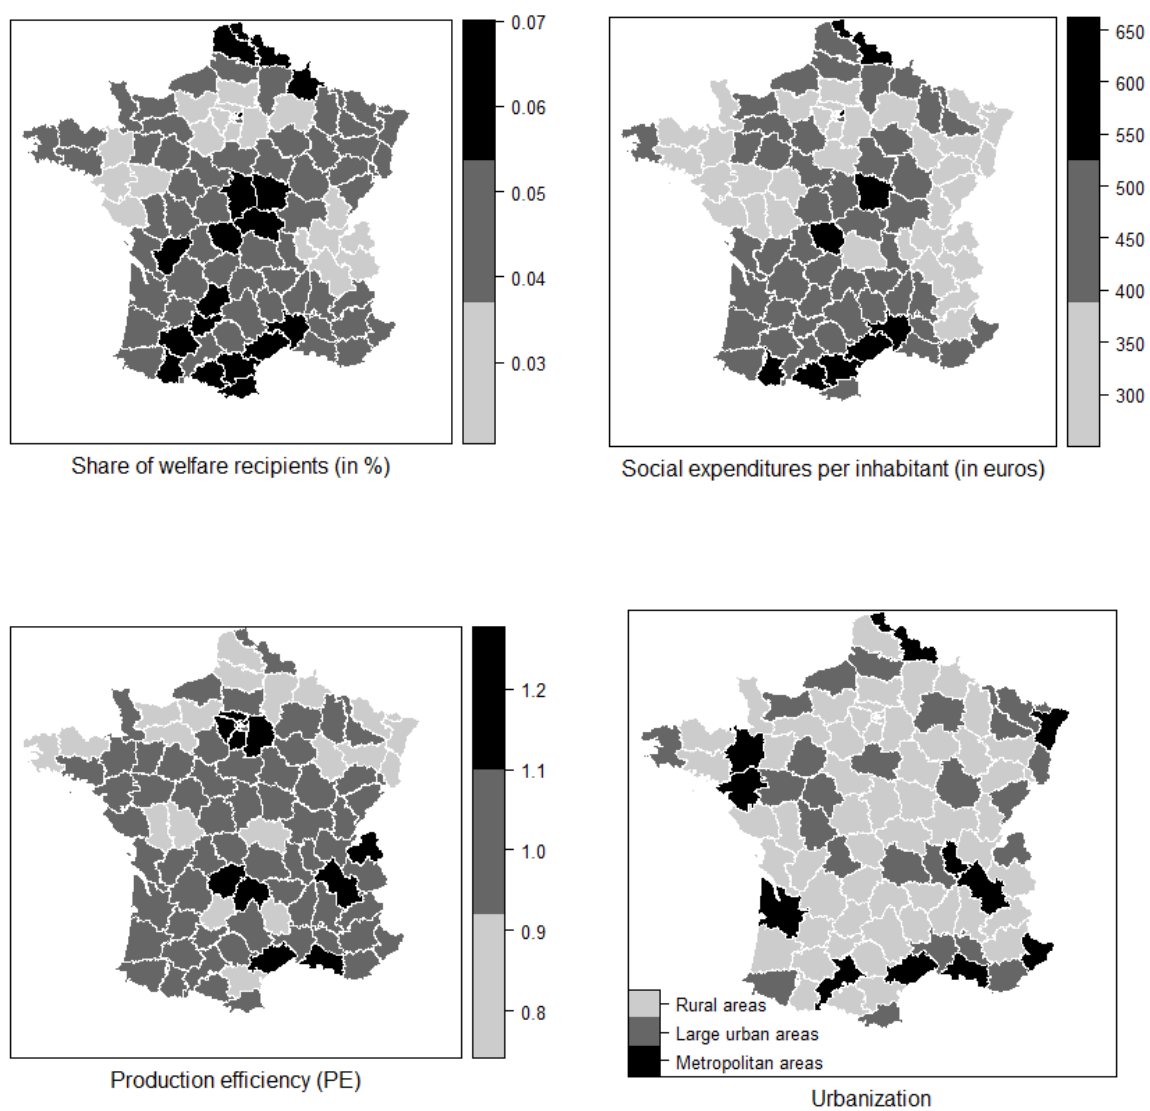 0.07
0.06
0.05
0.04
0.03
Share of welfare recipients (in %)
650
600
550
500
450
400
350
300
Social expenditures per inhabitant (in euros)
1.2
1.1
1.0
0.9
0.8
Production efficiency (PE)
Rural areas
Large urban areas
Metropolitan areas
Urbanization